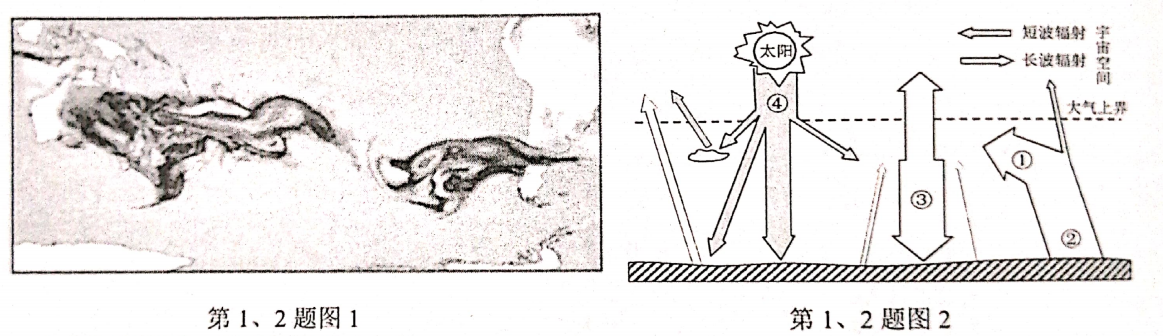 太阳
短波辐射
长波辐射
宇宙空间
④
大气上界
①
③
②
第1、2题图1
第1、2题图2